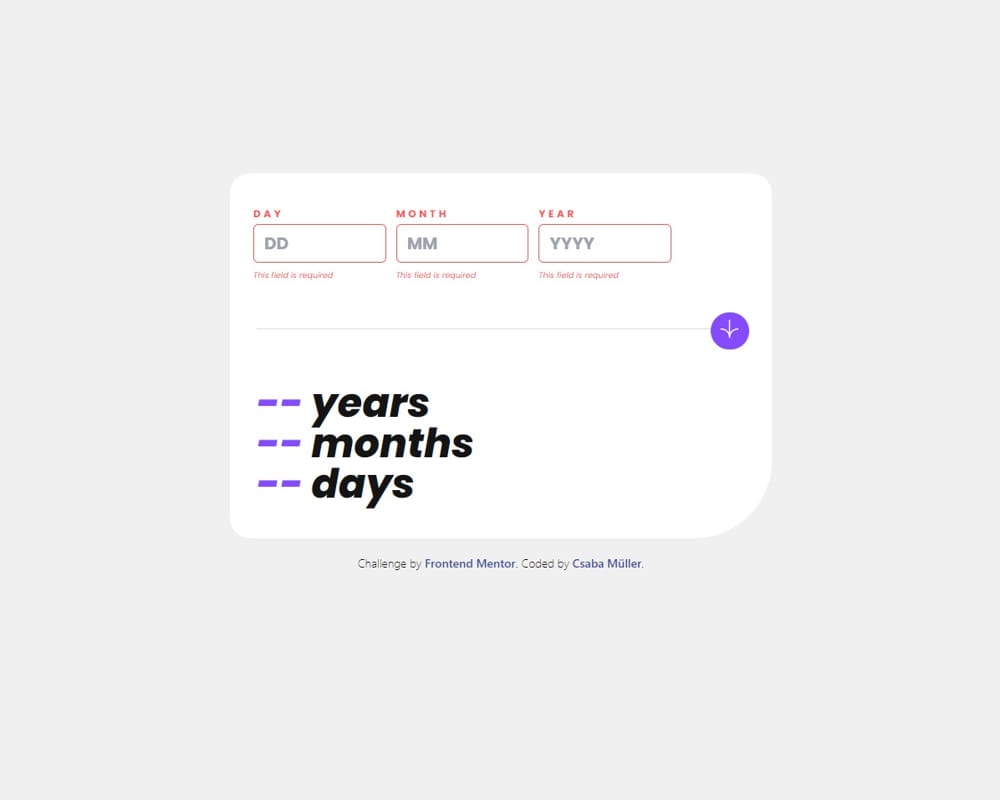 DAY MONTH YEAR
DD MM YYYY
This field is required This field is required This field is required
-- years
-- months
-- days
Challenge by Frontend Mentor. Coded by Csaba Müller.